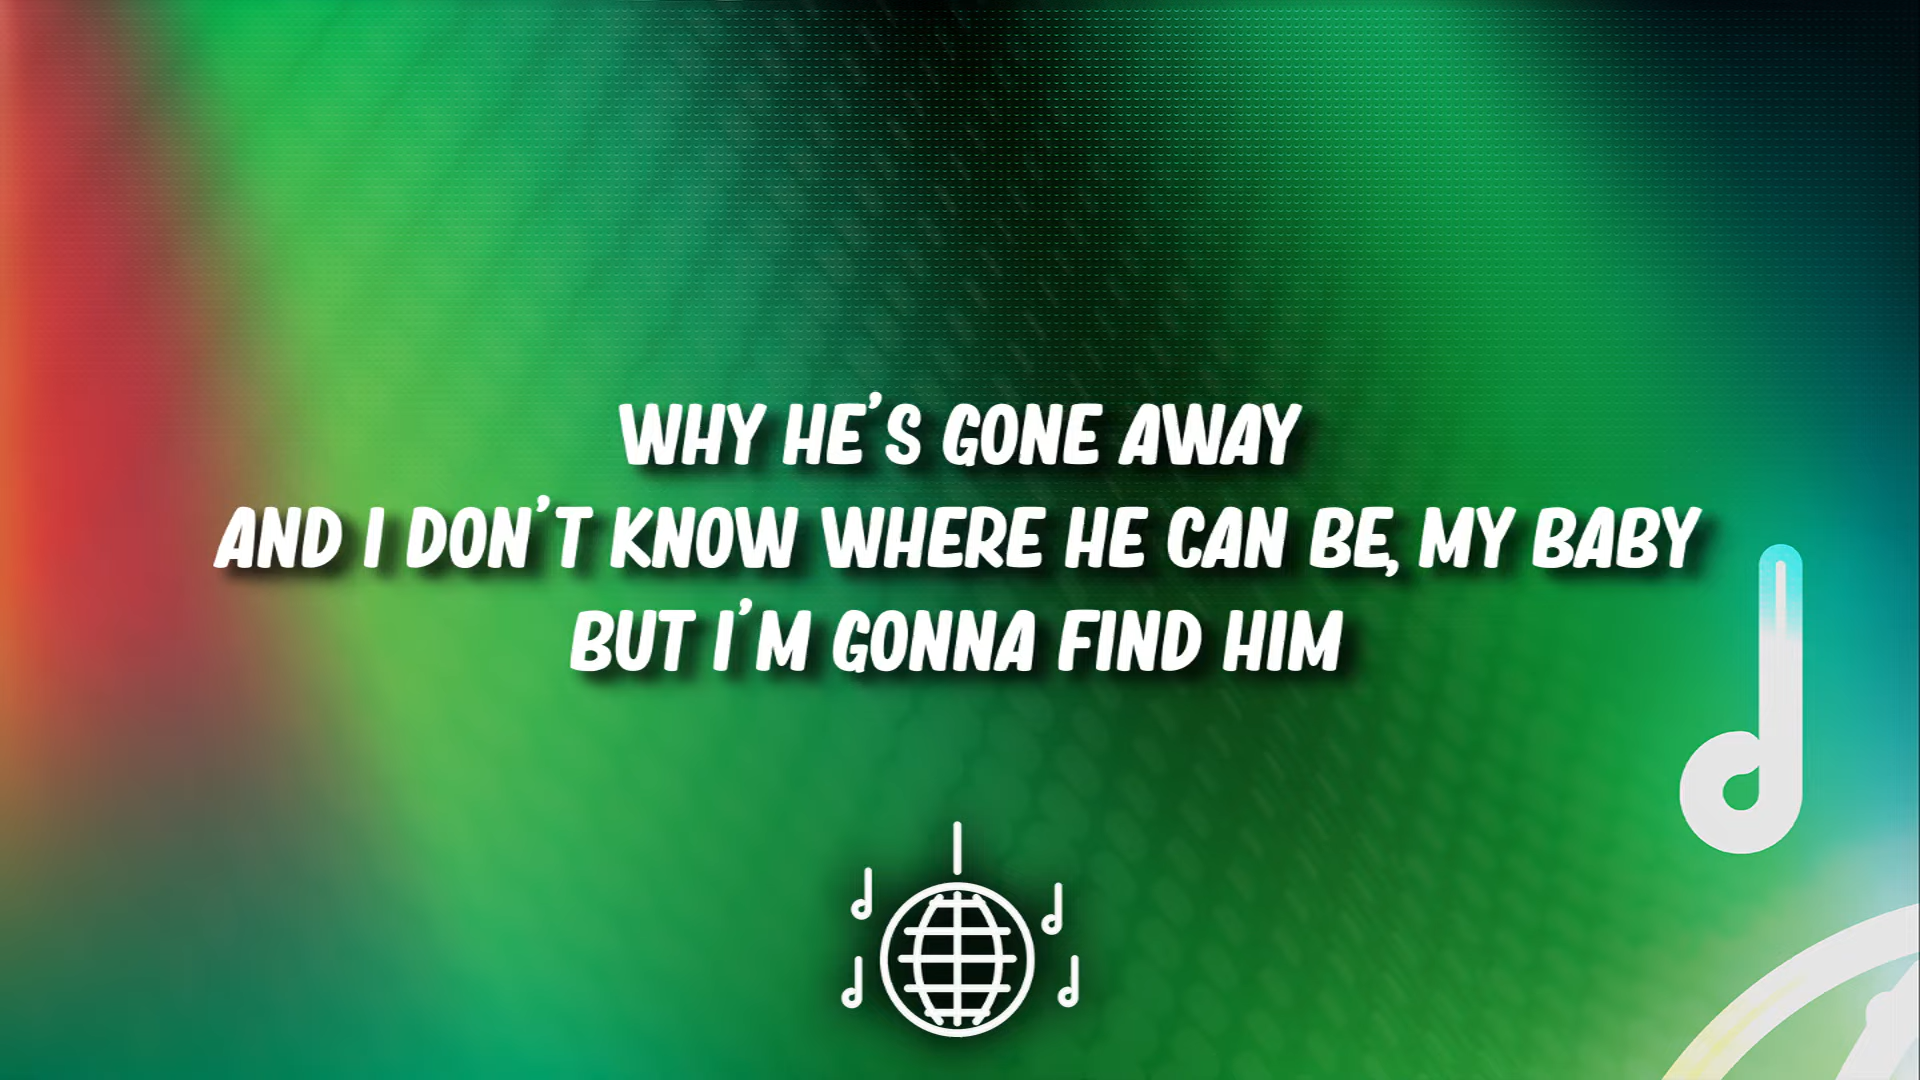 WHY HE'S GONE AWAY
AND I DON'T KNOW WHERE HE CAN BE, MY BABY
BUT I'M GONNA FIND HIM